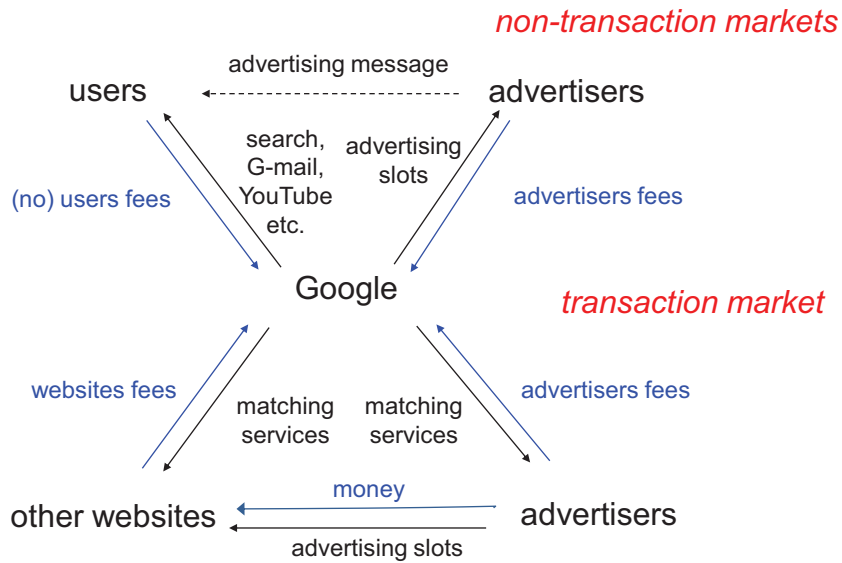 non-transaction markets
advertising message
users
advertisers
search,
G-mail,
YouTube
etc.
advertising
slots
(no) users fees
advertisers fees
Google
transaction market
websites fees
advertisers fees
matching
services
matching
services
money
other websites
advertisers
advertising slots